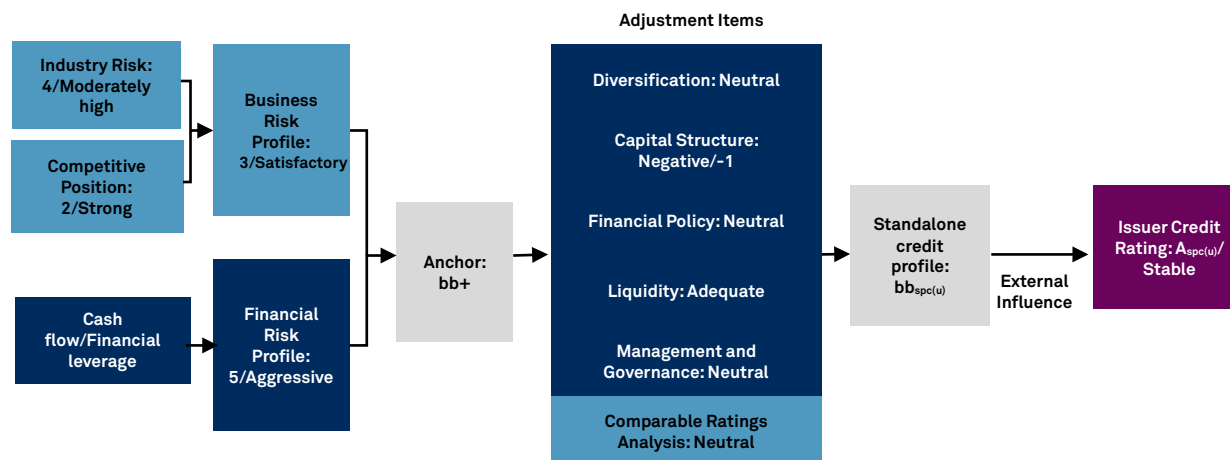 Adjustment Items
Industry Risk:
4/Moderately
high
Competitive
Position:
2/Strong
Business
Risk
Profile:
3/Satisfactory
Cash
flow/Financial
leverage
Financial
Risk
Profile:
5/Aggressive
Anchor:
bb+
Diversification: Neutral
Capital Structure:
Negative/-1
Financial Policy: Neutral
Liquidity: Adequate
Management and
Governance: Neutral
Comparable Ratings
Analysis: Neutral
Standalone
credit
profile:
bbspc(u)
External
Influence
Issuer Credit
Rating: Aspc(u)/
Stable